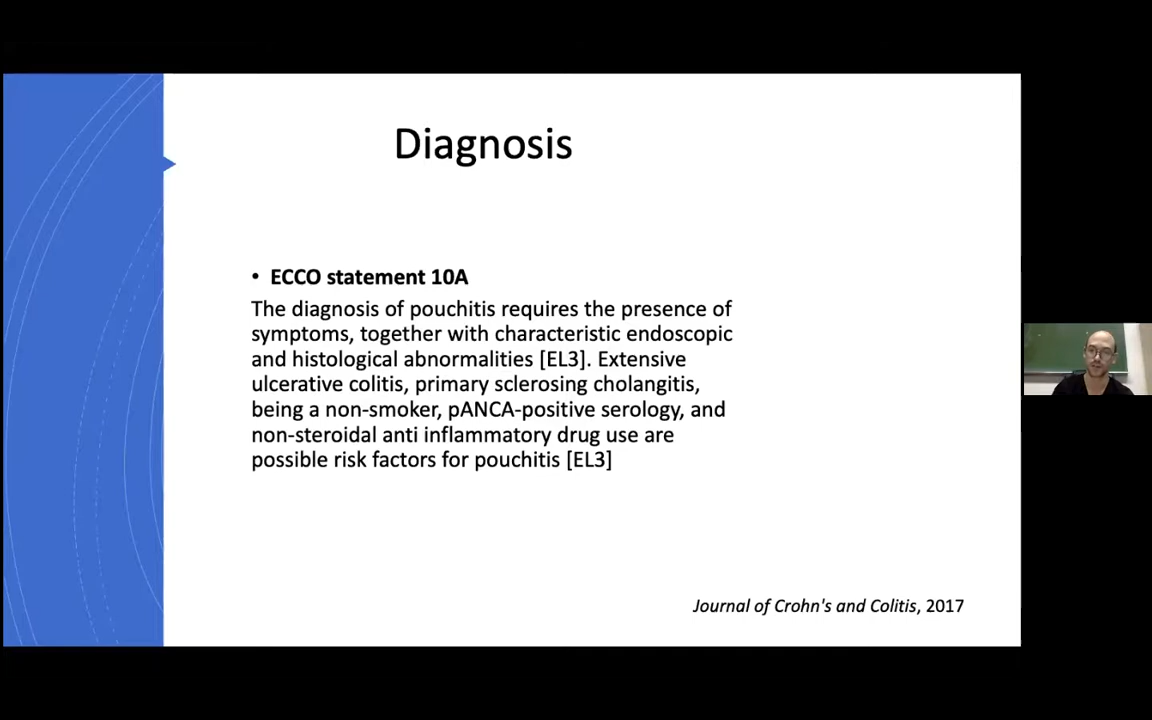 Diagnosis
• ECCO statement 10A
The diagnosis of pouchitis requires the presence of
symptoms, together with characteristic endoscopic
and histological abnormalities [EL3]. Extensive
ulcerative colitis, primary sclerosing cholangitis,
being a non-smoker, pANCA-positive serology, and
non-steroidal anti inflammatory drug use are
possible risk factors for pouchitis [EL3]
Journal of Crohn's and Colitis, 2017